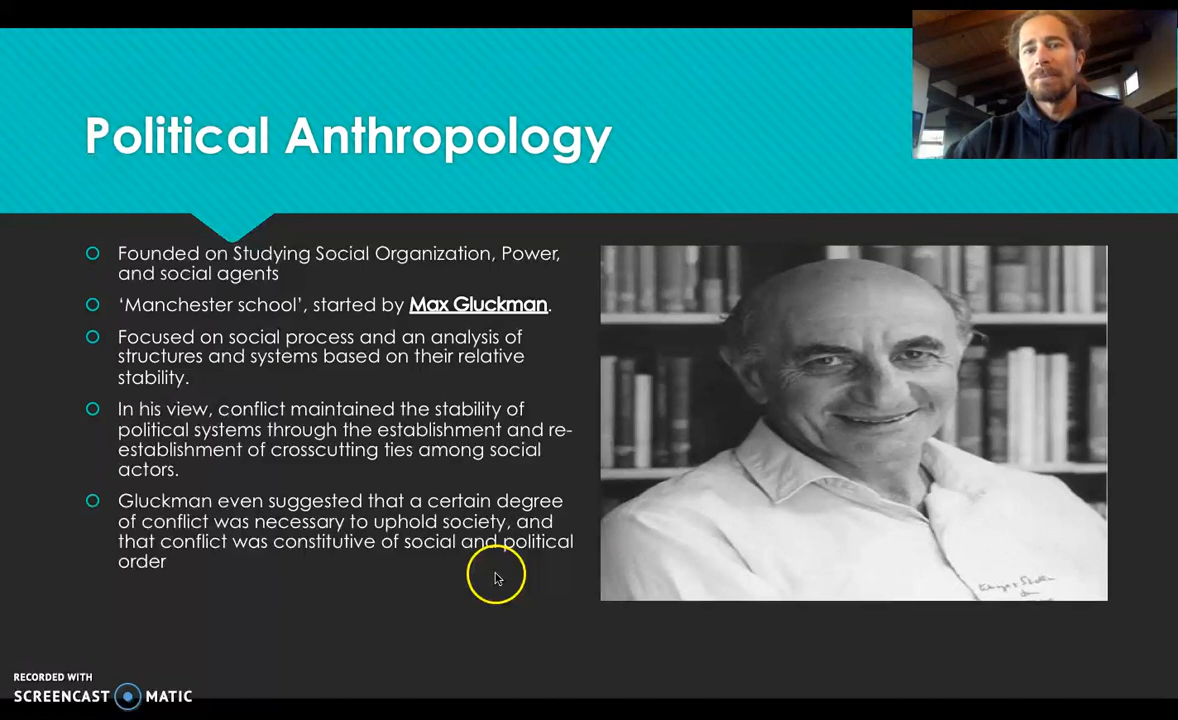 Political Anthropology
Founded on Studying Social Organization, Power,
and social agents
‘Manchester school’, started by Max Gluckman.
Focused on social process and an analysis of
structures and systems based on their relative
stability.
In his view, conflict maintained the stability of
political systems through the establishment and re-
establishment of crosscutting ties among social
actors.
Gluckman even suggested that a certain degree
of conflict was necessary to uphold society, and
that conflict was constitutive of social and political
order
RECORDED WITH
SCREENCAST MATIC